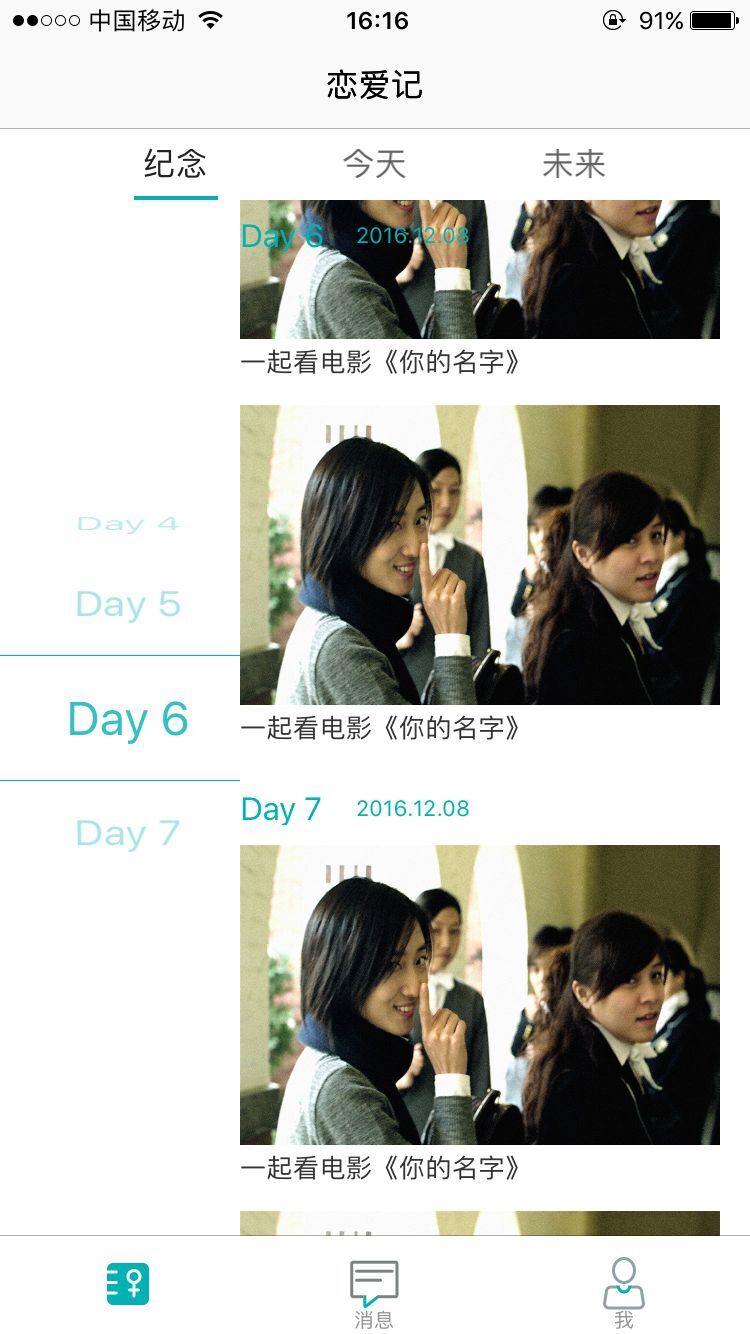 中国移动 16:16 91%
恋爱记
纪念 今天 未来
Day 6 2016.12.08
一起看电影《你的名字》
Day 4
Day 5
Day 6
Day 7
一起看电影《你的名字》
Day 7 2016.12.08
一起看电影《你的名字》
消息 我